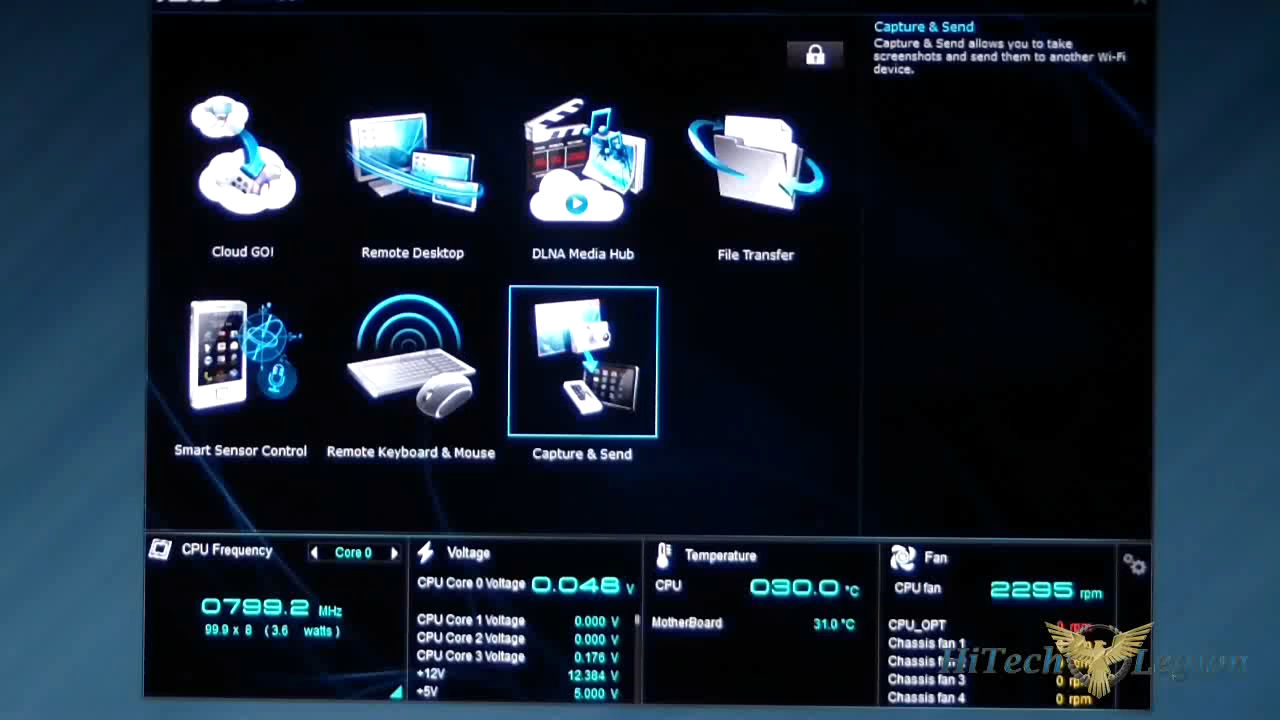 Capture & Send
Capture & Send allows you to take
screenshots and send them to another Wi-Fi
device.
Cloud GO!
Remote Desktop
DLNA Media Hub
File Transfer
Smart Sensor Control
Remote Keyboard & Mouse
Capture & Send
CPU Frequency
Core 0
0799.2 MHz
99.9 x 8 ( 3.6 watts )
Voltage
CPU Core 0 Voltage 0.048 V
CPU Core 1 Voltage 0.000 V
CPU Core 2 Voltage 0.000 V
CPU Core 3 Voltage 0.176 V
+12V 12.384 V
+5V 5.000 V
Temperature
CPU 030.0 °C
MotherBoard 31.0 °C
Fan
CPU fan 2295 rpm
CPU_OPT 0 rpm
Chassis fan 1
Chassis fan
Chassis fan 3 0 rpm
Chassis fan 4 0 rpm
HiTech Legion